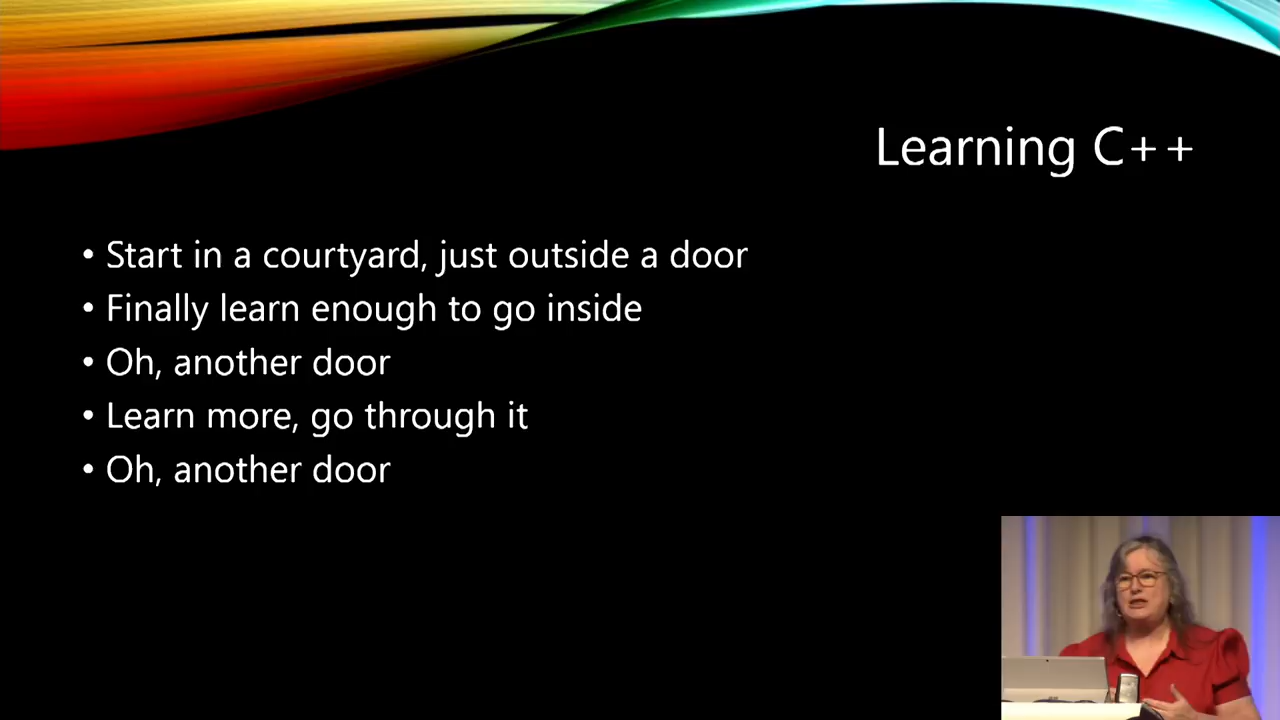 Learning C++
• Start in a courtyard, just outside a door
• Finally learn enough to go inside
• Oh, another door
• Learn more, go through it
• Oh, another door